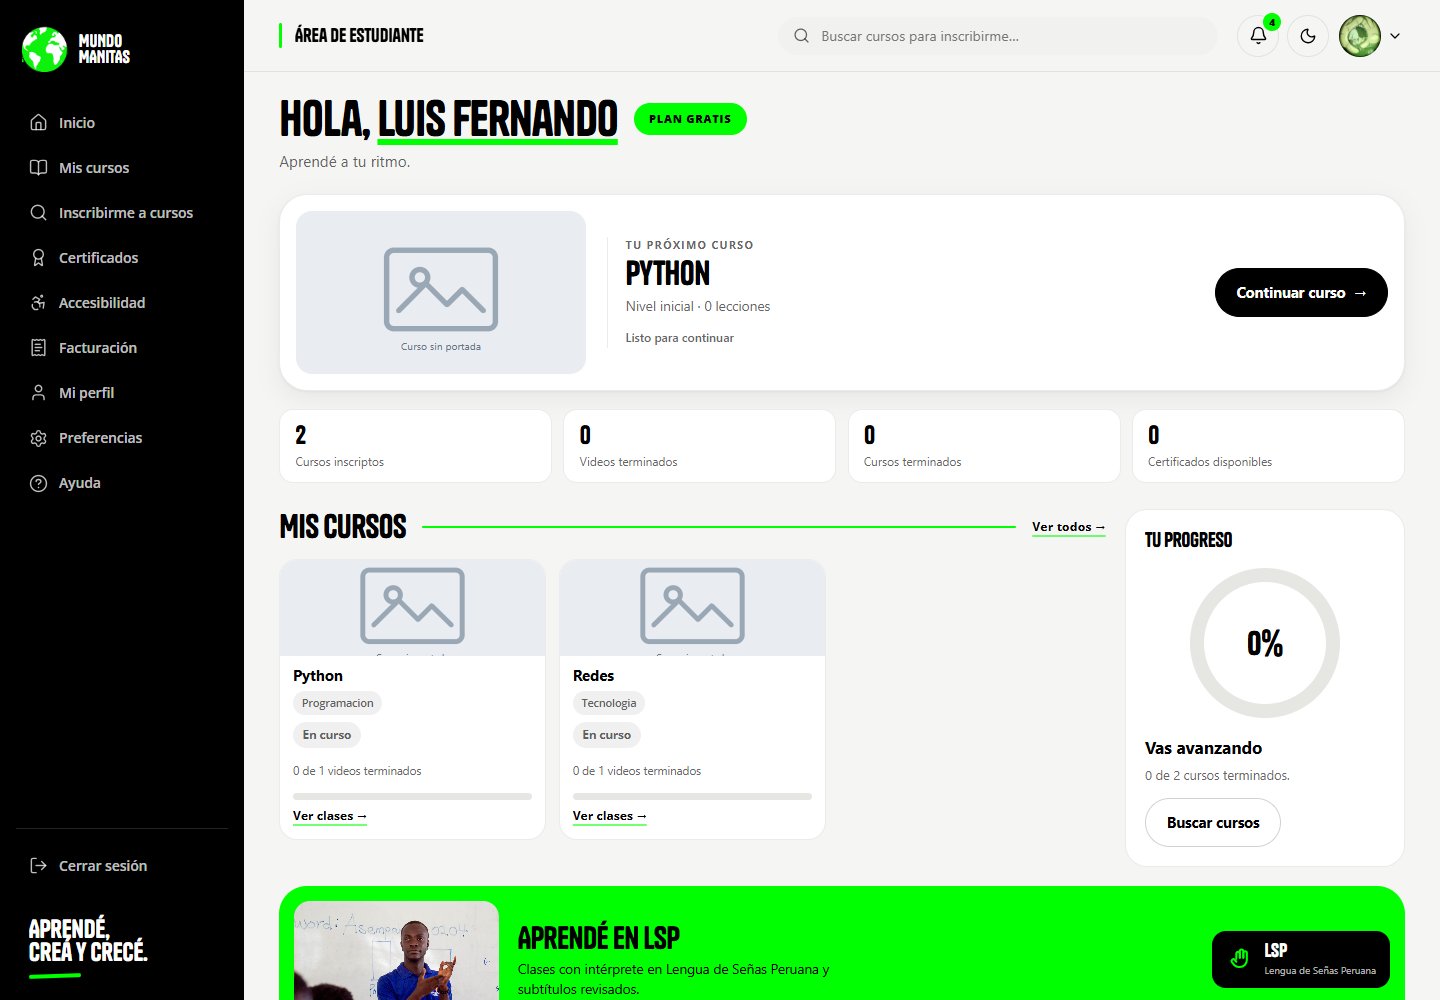 MUNDO
MANITAS
Inicio
Mis cursos
Inscribirme a cursos
Certificados
Accesibilidad
Facturación
Mi perfil
Preferencias
Ayuda
Cerrar sesión
APRENDÉ,
CREÁ Y CRECÉ.
ÁREA DE ESTUDIANTE
Buscar cursos para inscribirme...
4
HOLA, LUIS FERNANDO
PLAN GRATIS
Aprendé a tu ritmo.
Curso sin portada
TU PRÓXIMO CURSO
PYTHON
Nivel inicial · 0 lecciones
Listo para continuar
Continuar curso →
2
Cursos inscriptos
0
Videos terminados
0
Cursos terminados
0
Certificados disponibles
MIS CURSOS
Ver todos →
Python
Programacion
En curso
0 de 1 videos terminados
Ver clases →
Redes
Tecnologia
En curso
0 de 1 videos terminados
Ver clases →
TU PROGRESO
0%
Vas avanzando
0 de 2 cursos terminados.
Buscar cursos
APRENDÉ EN LSP
Clases con intérprete en Lengua de Señas Peruana y
subtítulos revisados.
LSP
Lengua de Señas Peruana